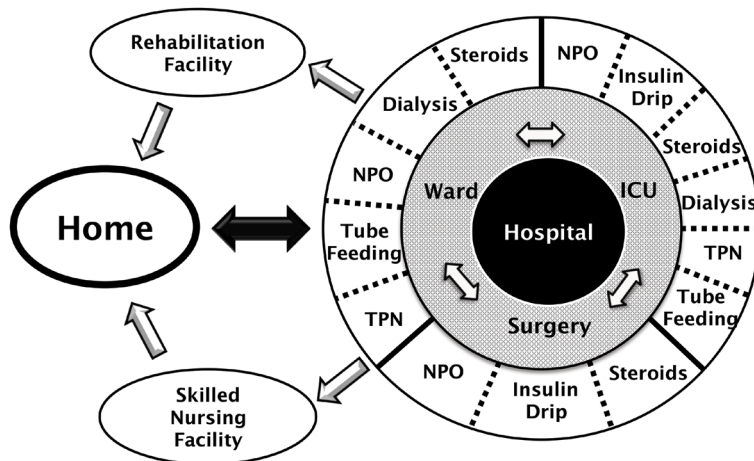 Rehabilitation
Facility
Home
Skilled
Nursing
Facility
Hospital
Ward
ICU
Surgery
Steroids
Dialysis
NPO
Tube
Feeding
TPN
NPO
Insulin
Drip
Steroids
Dialysis
TPN
Tube
Feeding
NPO
Insulin
Drip
Steroids